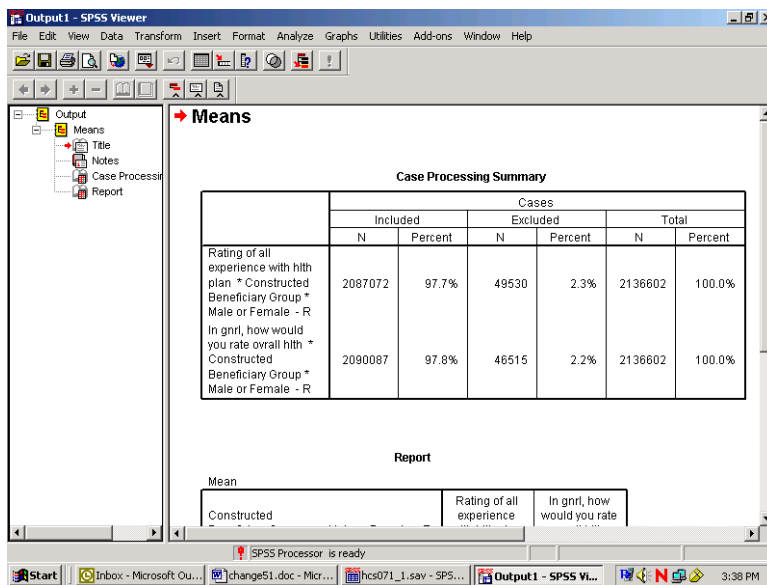 Output1 - SPSS Viewer
File Edit View Data Transform Insert Format Analyze Graphs Utilities Add-ons Window Help
Output
Means
Title
Notes
Case Processin
Report
Means
Case Processing Summary
Cases
Included Excluded Total
N Percent N Percent N Percent
Rating of all
experience with hlth
plan * Constructed
Beneficiary Group *
Male or Female - R
2087072 97.7% 49530 2.3% 2136602 100.0%
In gnrl, how would
you rate ovrall hlth *
Constructed
Beneficiary Group *
Male or Female - R
2090087 97.8% 46515 2.2% 2136602 100.0%
Report
Mean
Constructed
Rating of all
experience
In gnrl, how
would you rate
SPSS Processor is ready
Start
Inbox - Microsoft Ou...
change51.doc - Micr...
hcs071_1.sav - SPS...
Output1 - SPSS Vi...
3:38 PM